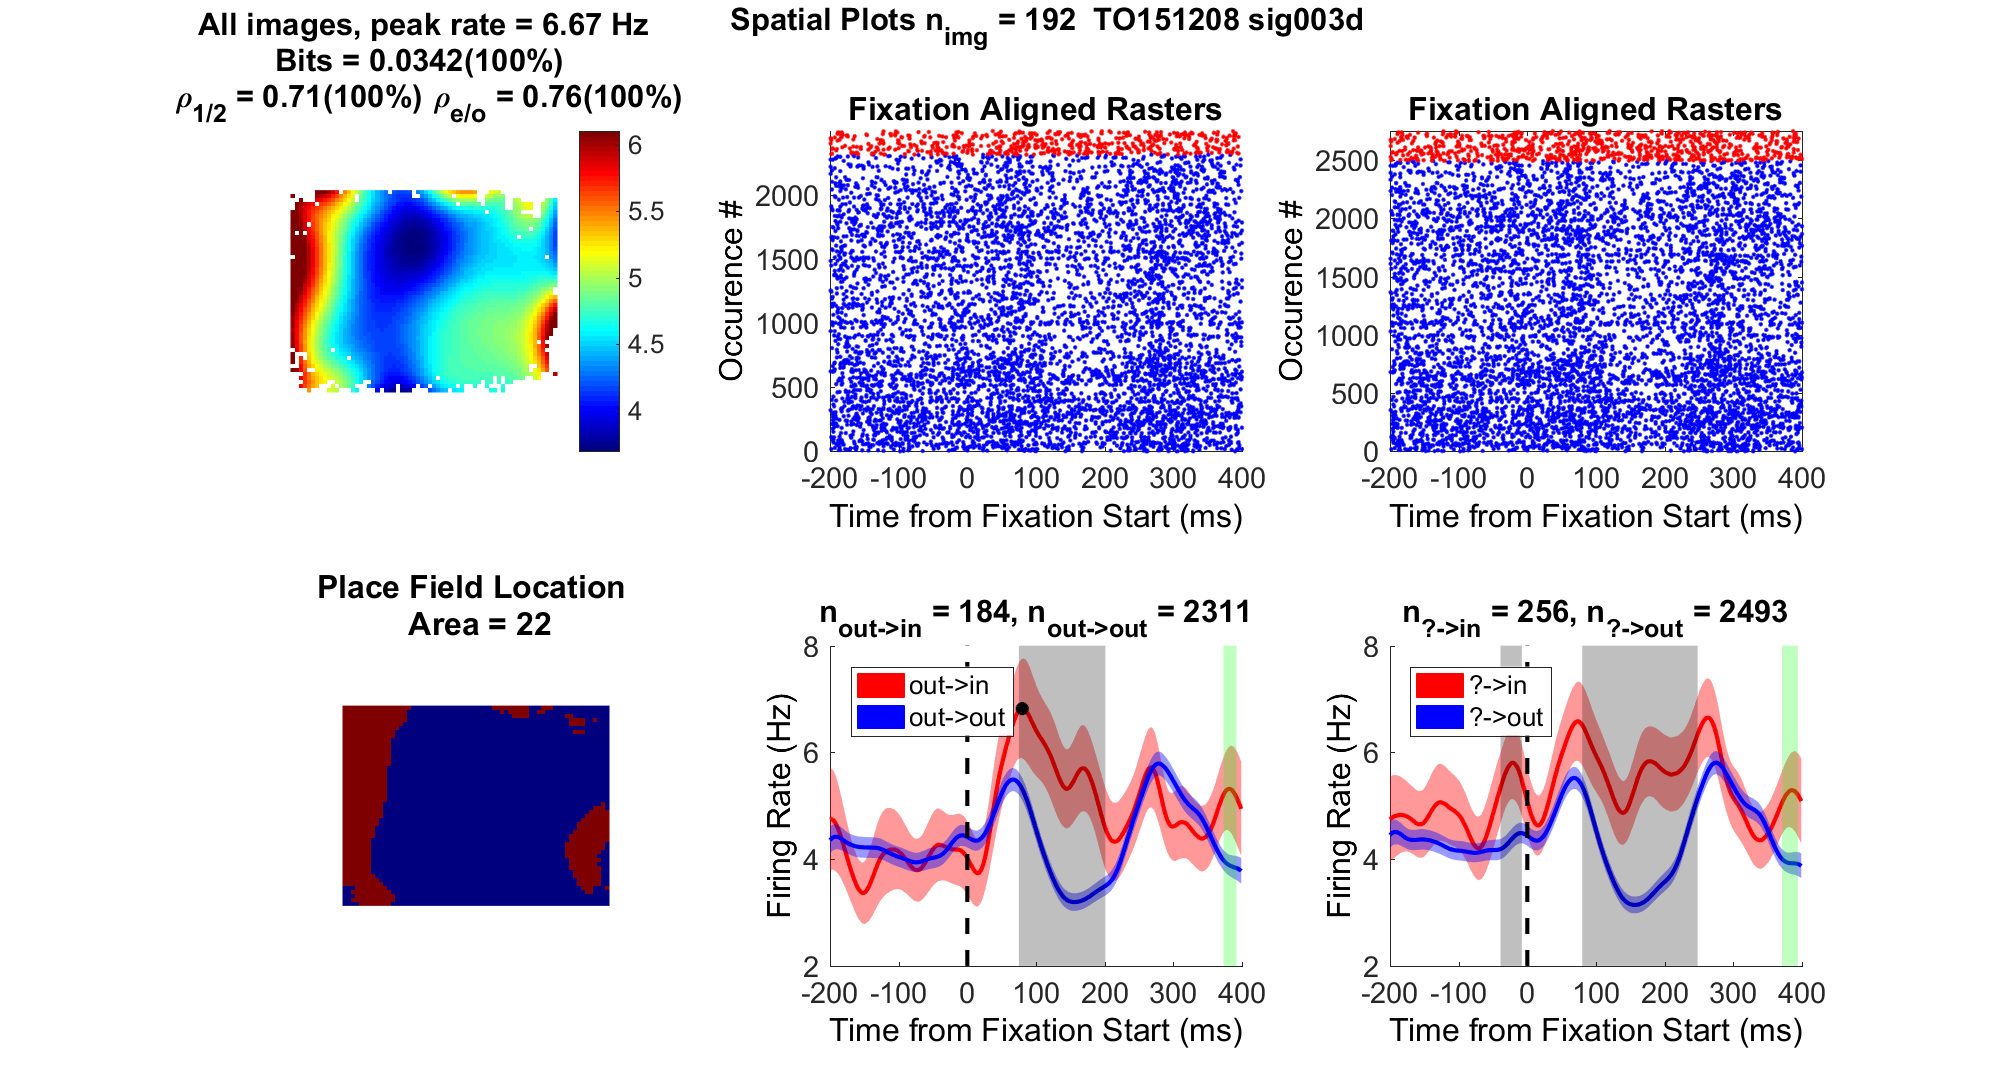 All images, peak rate = 6.67 Hz
Bits = 0.0342(100%)
ρ1/2 = 0.71(100%) ρe/o = 0.76(100%)
6
5.5
5
4.5
4
Spatial Plots nimg = 192 TO151208 sig003d
Fixation Aligned Rasters
Occurence #
2000
1500
1000
500
0
-200 -100 0 100 200 300 400
Time from Fixation Start (ms)
Fixation Aligned Rasters
Occurence #
2500
2000
1500
1000
500
0
-200 -100 0 100 200 300 400
Time from Fixation Start (ms)
Place Field Location
Area = 22
nout->in = 184, nout->out = 2311
Firing Rate (Hz)
8
6
4
2
out->in
out->out
-200 -100 0 100 200 300 400
Time from Fixation Start (ms)
n?->in = 256, n?->out = 2493
Firing Rate (Hz)
8
6
4
2
?->in
?->out
-200 -100 0 100 200 300 400
Time from Fixation Start (ms)